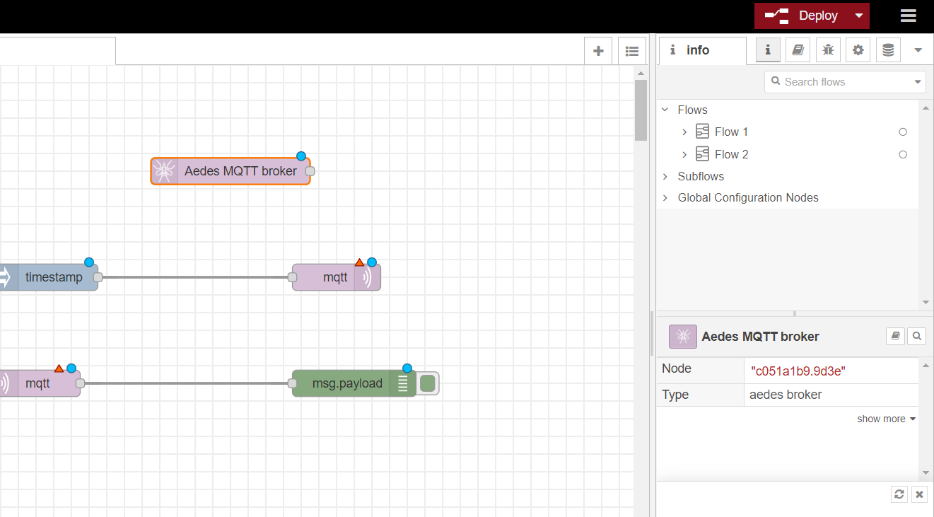 Deploy
info
Search flows
Flows
Flow 1
Flow 2
Subflows
Global Configuration Nodes
Aedes MQTT broker
timestamp
mqtt
mqtt
msg.payload
Aedes MQTT broker
Node "c051a1b9.9d3e"
Type aedes broker
show more